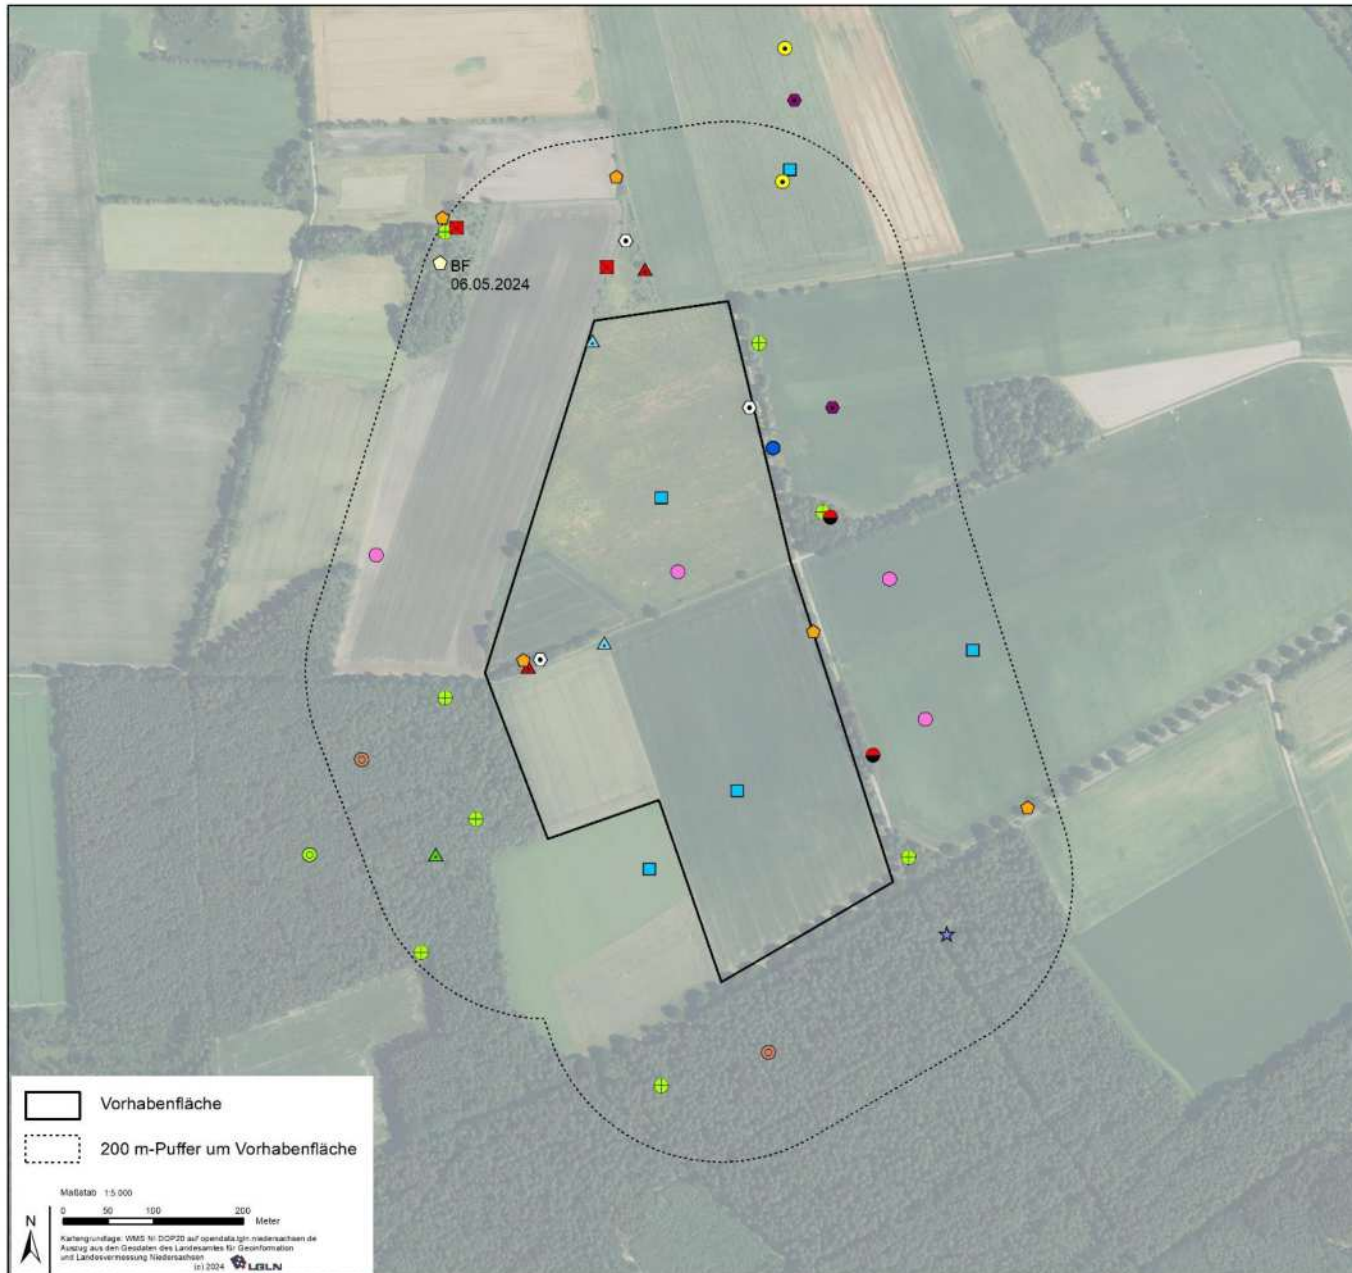 BF
06.05.2024
Vorhabenfläche
200 m-Puffer um Vorhabenfläche
Maßstab 1:5.000
0 50 100 200
Meter
N
Kartengrundlage: WMS NI DOP20 auf opendata.lgln.niedersachsen.de
Auszug aus den Geodaten des Landesamtes für Geoinformation
und Landesvermessung Niedersachsen
(c) 2024 LGLN